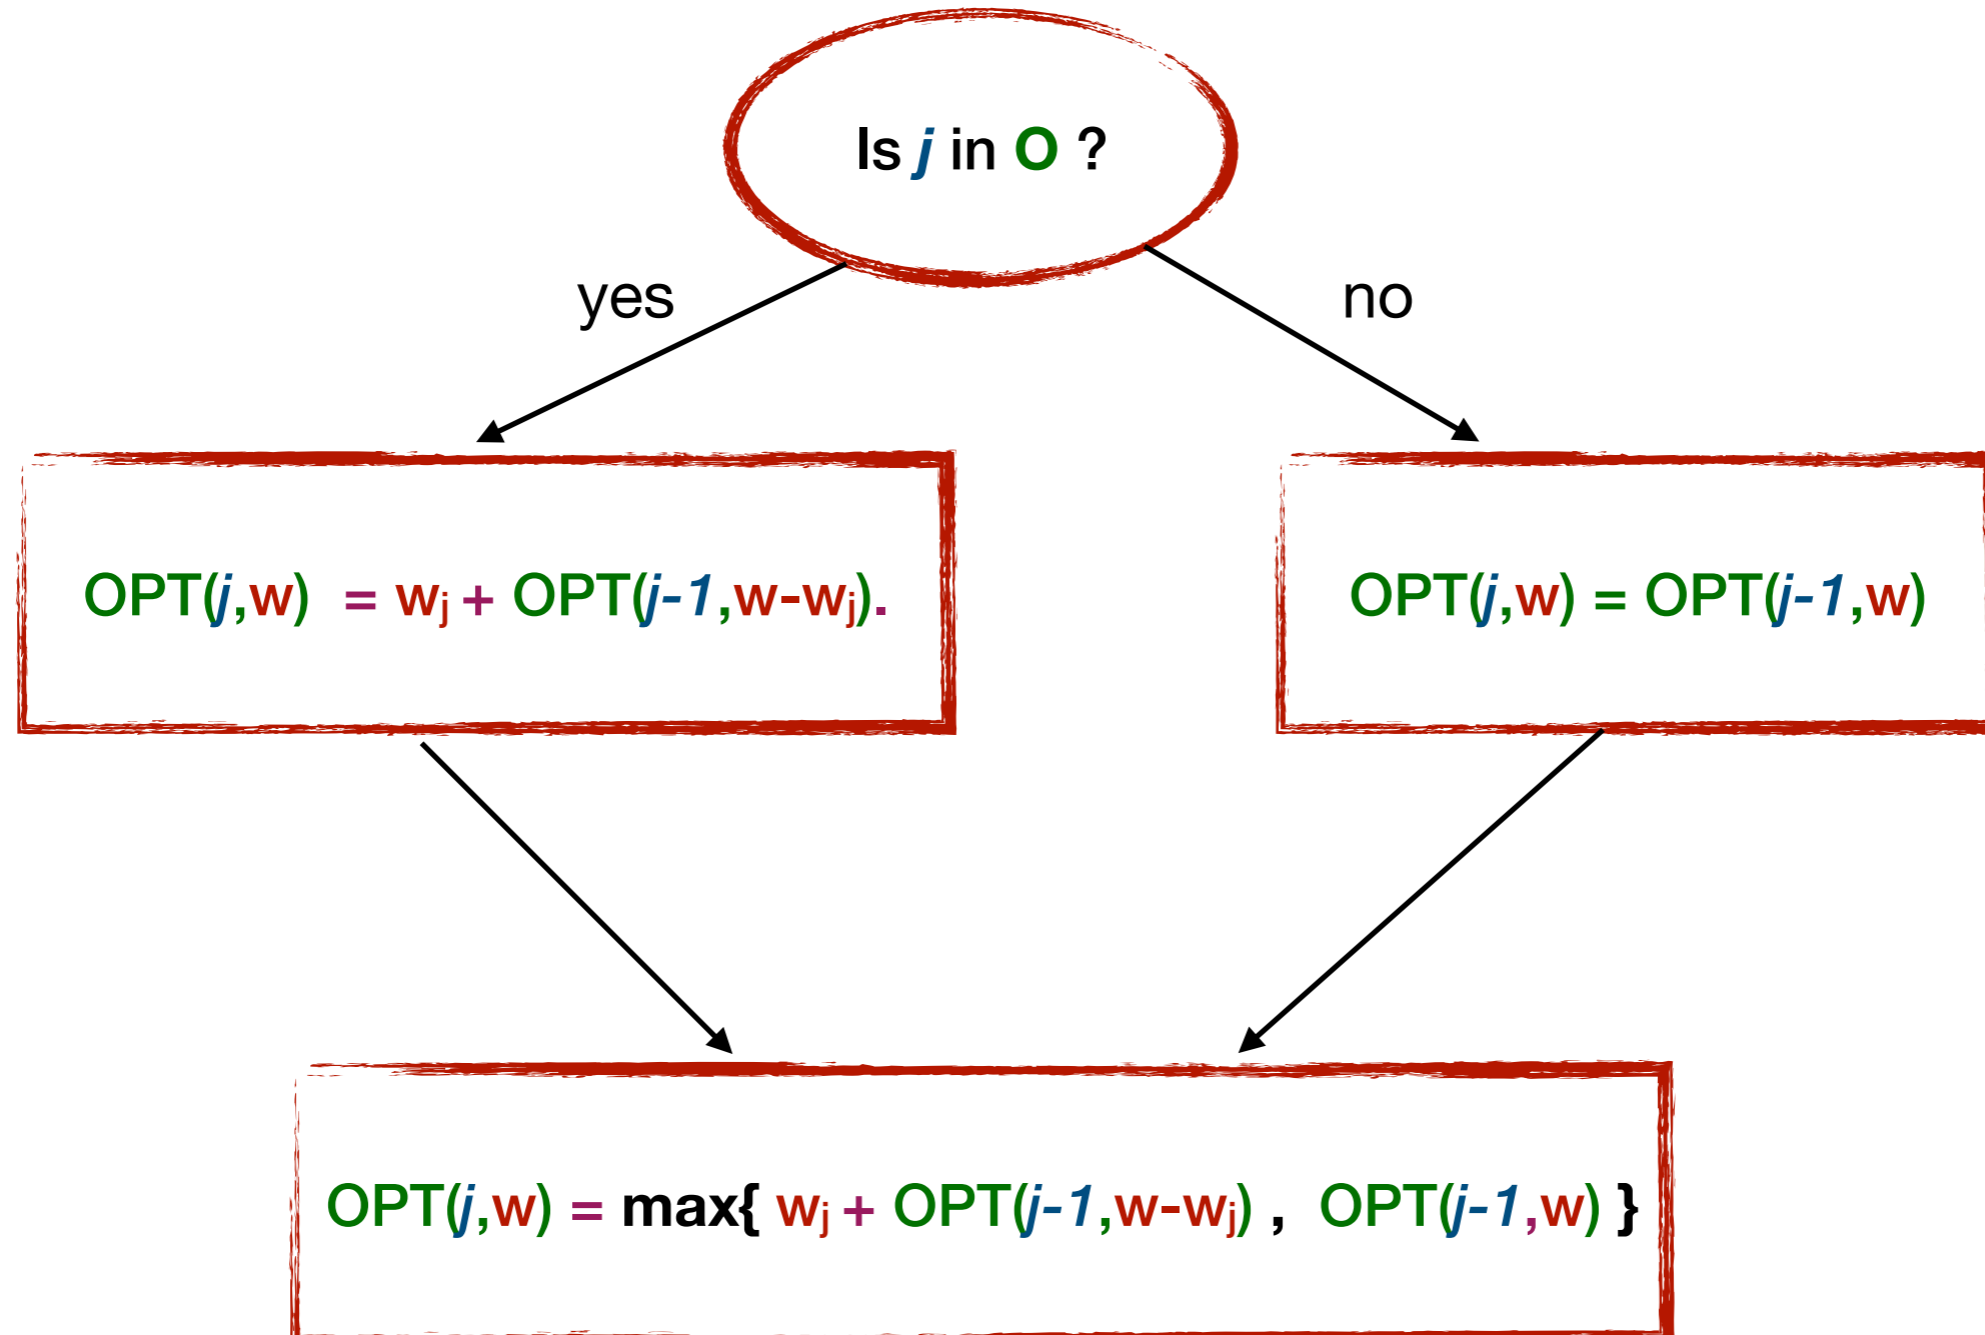 Is j in O ?
yes
no
OPT(j,w) = wⱼ + OPT(j-1,w-wⱼ).
OPT(j,w) = OPT(j-1,w)
OPT(j,w) = max{ wⱼ + OPT(j-1,w-wⱼ) , OPT(j-1,w) }